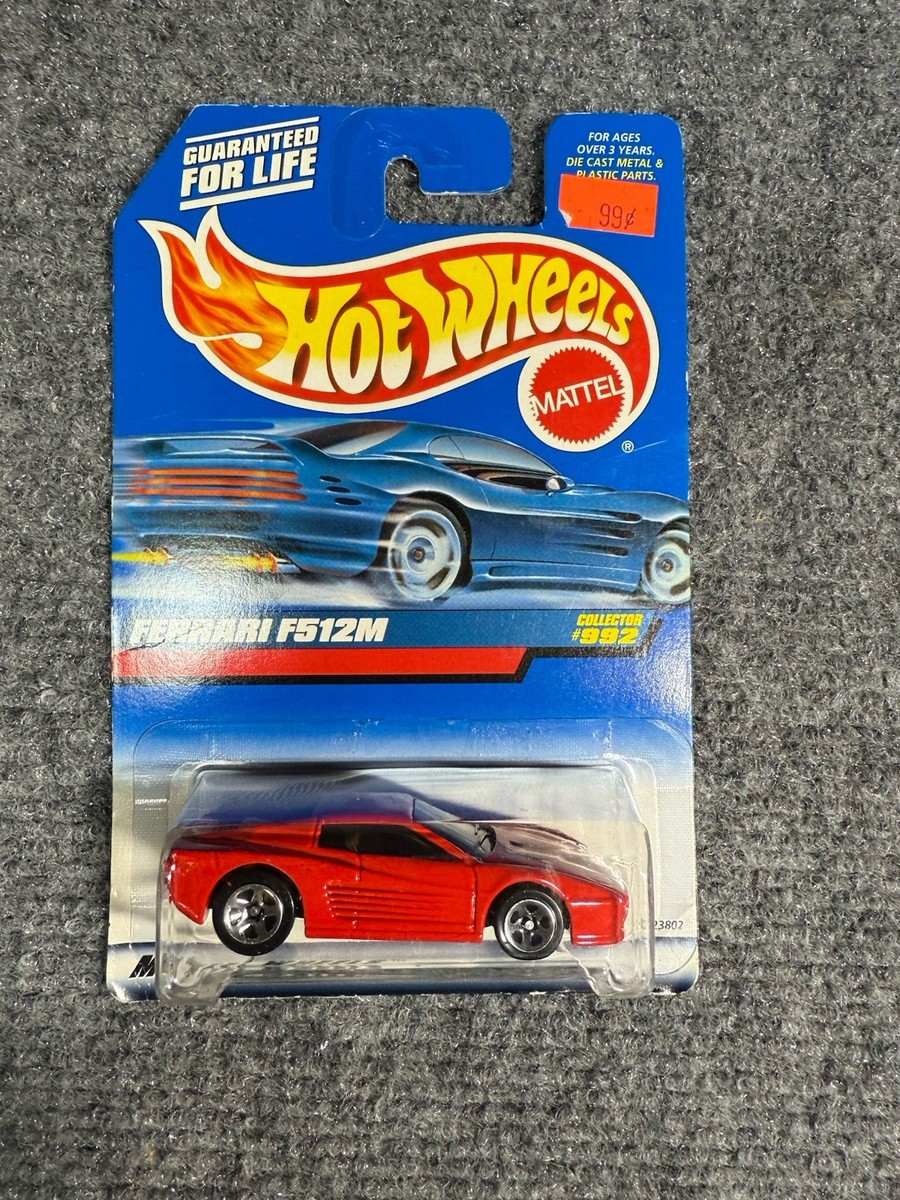 GUARANTEED
FOR LIFE
FOR AGES
OVER 3 YEARS.
DIE CAST METAL &
PLASTIC PARTS.
99¢
HOT WHEELS
MATTEL
®
FERRARI F512M
COLLECTOR
#992
23802
M